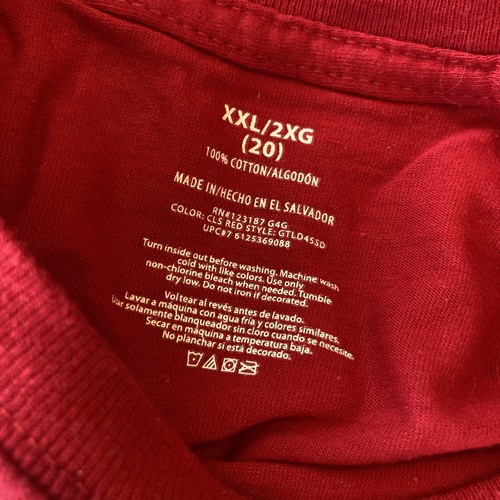 XXL/2XG
(20)
100% COTTON/ALGODÓN
MADE IN/HECHO EN EL SALVADOR
RN#123187 G4G
COLOR: CLS RED STYLE: GTLD45SD
UPC#7 6125369088
Turn inside out before washing. Machine wash
cold with like colors. Use only
non-chlorine bleach when needed. Tumble
dry low. Do not iron if decorated.
Voltear al revés antes de lavado.
Lavar a máquina con agua fría y colores similares.
Usar solamente blanqueador sin cloro cuando se necesite.
Secar en máquina a temperatura baja.
No planchar si está decorado.